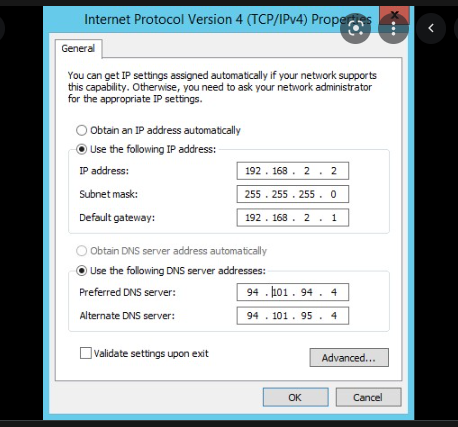 Internet Protocol Version 4 (TCP/IPv4) Properties
General
You can get IP settings assigned automatically if your network supports
this capability. Otherwise, you need to ask your network administrator
for the appropriate IP settings.
Obtain an IP address automatically
Use the following IP address:
IP address: 192 . 168 . 2 . 2
Subnet mask: 255 . 255 . 255 . 0
Default gateway: 192 . 168 . 2 . 1
Obtain DNS server address automatically
Use the following DNS server addresses:
Preferred DNS server: 94 . 101 . 94 . 4
Alternate DNS server: 94 . 101 . 95 . 4
Validate settings upon exit
Advanced...
OK Cancel